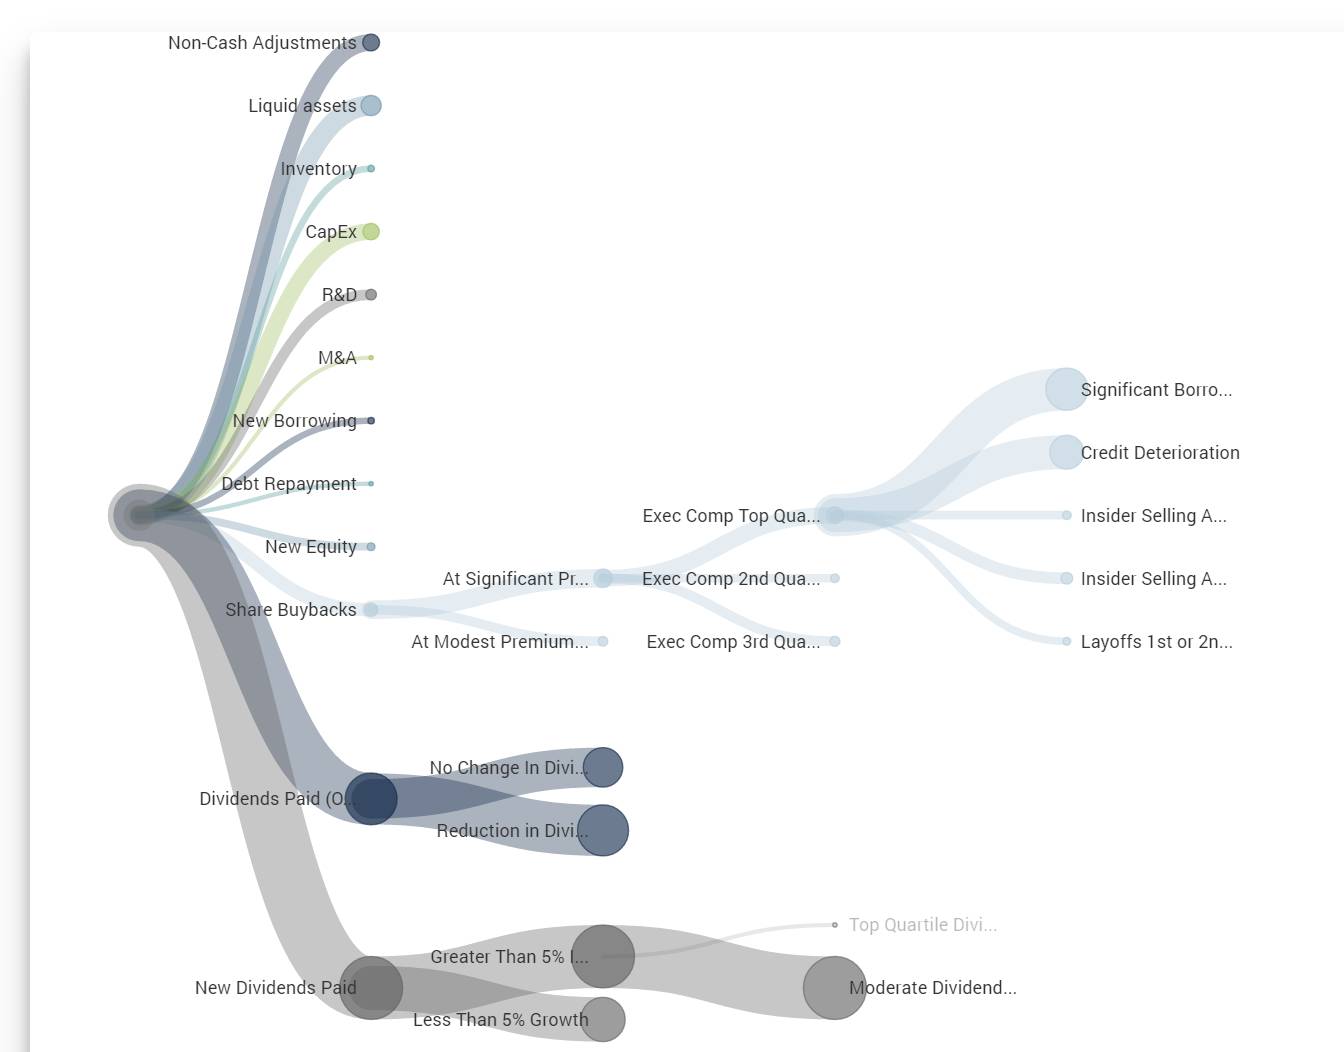 Non-Cash Adjustments
Liquid assets
Inventory
CapEx
R&D
M&A
New Borrowing
Debt Repayment
New Equity
Share Buybacks
At Significant Pr...
At Modest Premium...
Exec Comp Top Qua...
Exec Comp 2nd Qua...
Exec Comp 3rd Qua...
Significant Borro...
Credit Deterioration
Insider Selling A...
Insider Selling A...
Layoffs 1st or 2n...
Dividends Paid (O...
No Change In Divi...
Reduction in Divi...
New Dividends Paid
Greater Than 5% I...
Less Than 5% Growth
Top Quartile Divi...
Moderate Dividend...